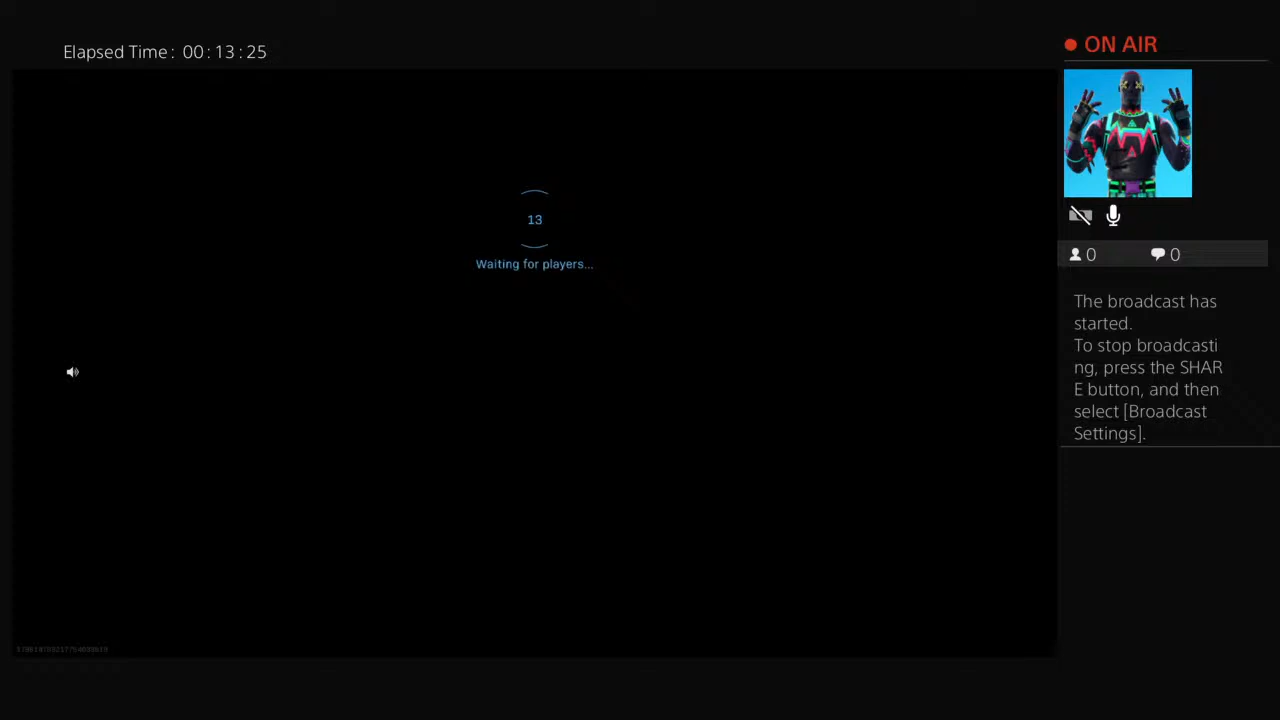 Elapsed Time: 00:13:25
ON AIR
13
Waiting for players...
0 0
The broadcast has
started.
To stop broadcasti
ng, press the SHAR
E button, and then
select [Broadcast
Settings].